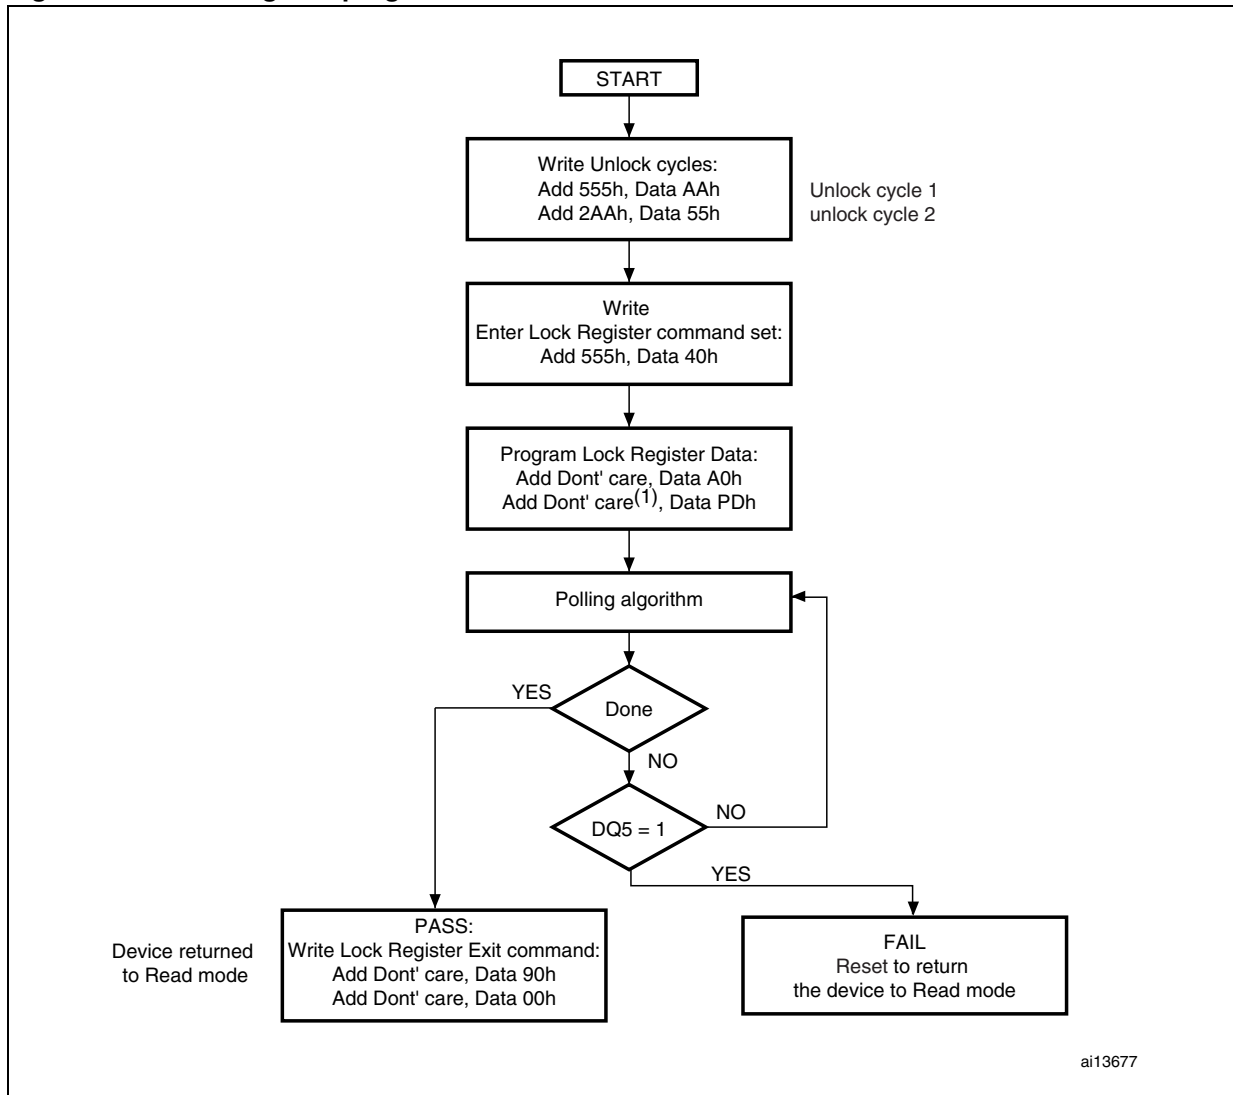 START
Write Unlock cycles:
Add 555h, Data AAh
Add 2AAh, Data 55h
Unlock cycle 1
unlock cycle 2
Write
Enter Lock Register command set:
Add 555h, Data 40h
Program Lock Register Data:
Add Dont' care, Data A0h
Add Dont' care(1), Data PDh
Polling algorithm
YES
Done
NO
NO
DQ5 = 1
YES
Device returned
to Read mode
PASS:
Write Lock Register Exit command:
Add Dont' care, Data 90h
Add Dont' care, Data 00h
FAIL
Reset to return
the device to Read mode
ai13677